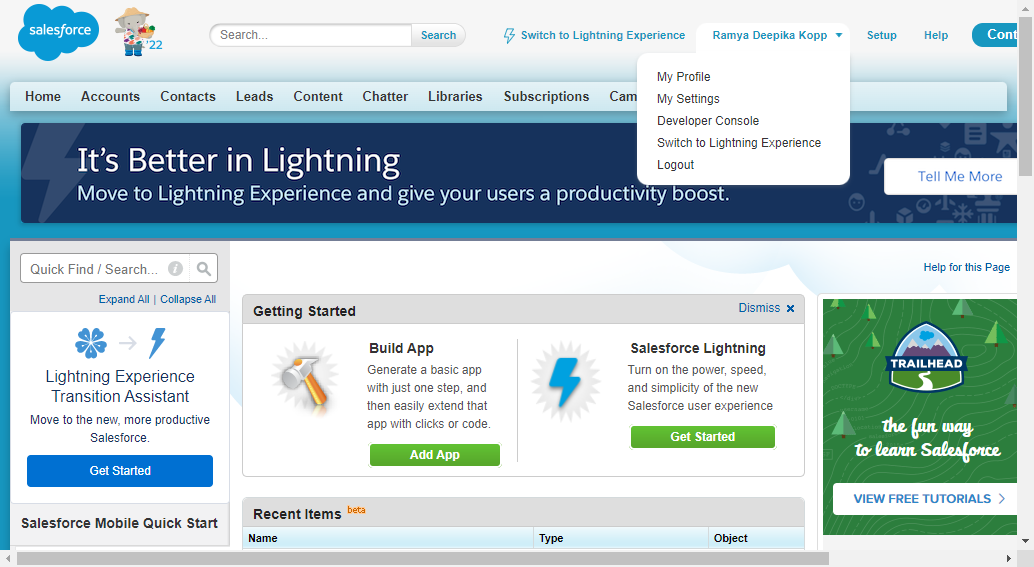 salesforce
'22
Search...
Search
Switch to Lightning Experience
Ramya Deepika Kopp
Setup
Help
Cont
My Profile
My Settings
Developer Console
Switch to Lightning Experience
Logout
Home Accounts Contacts Leads Content Chatter Libraries Subscriptions Cam
It's Better in Lightning
Move to Lightning Experience and give your users a productivity boost.
Tell Me More
Quick Find / Search...
Expand All | Collapse All
Lightning Experience
Transition Assistant
Move to the new, more productive
Salesforce.
Get Started
Salesforce Mobile Quick Start
Help for this Page
Getting Started
Dismiss
Build App
Generate a basic app
with just one step, and
then easily extend that
app with clicks or code.
Add App
Salesforce Lightning
Turn on the power, speed,
and simplicity of the new
Salesforce user experience
Get Started
Recent Items beta
Name Type Object
TRAILHEAD
the fun way
to learn Salesforce
VIEW FREE TUTORIALS